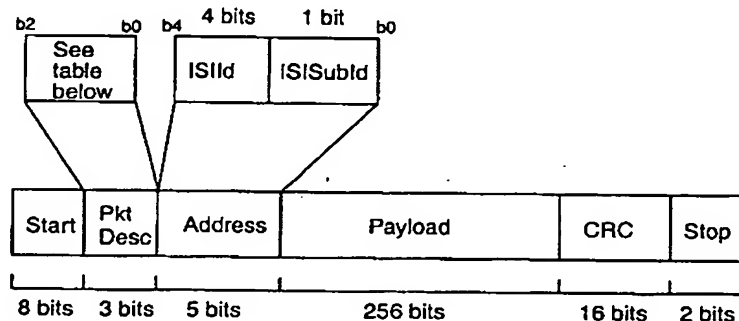 4 bits 1 bit
b2 b0 b4 b0
See
table
below
ISIId ISISubId
Start Pkt
Desc Address Payload CRC Stop
8 bits 3 bits 5 bits 256 bits 16 bits 2 bits